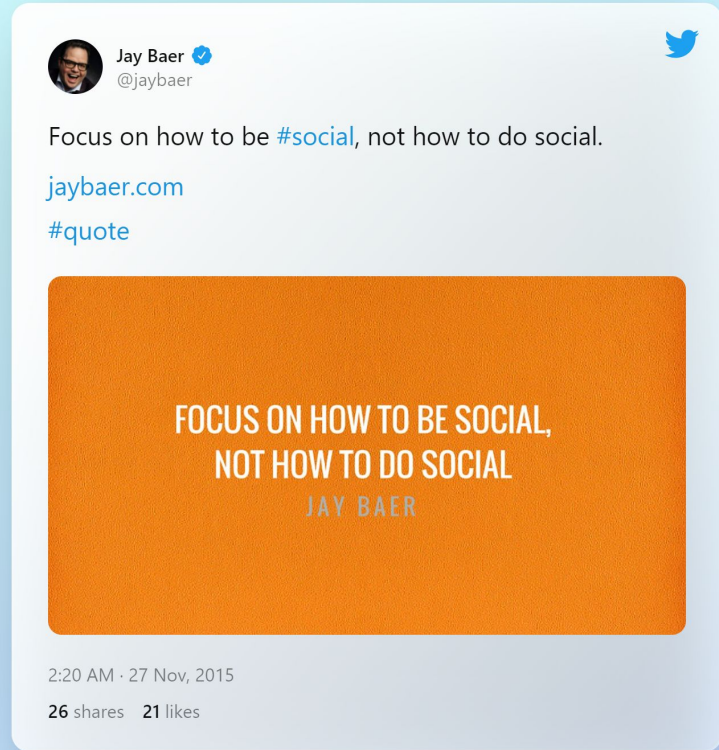 Jay Baer
@jaybaer
Focus on how to be #social, not how to do social.
jaybaer.com
#quote
FOCUS ON HOW TO BE SOCIAL,
NOT HOW TO DO SOCIAL
JAY BAER
2:20 AM · 27 Nov, 2015
26 shares 21 likes